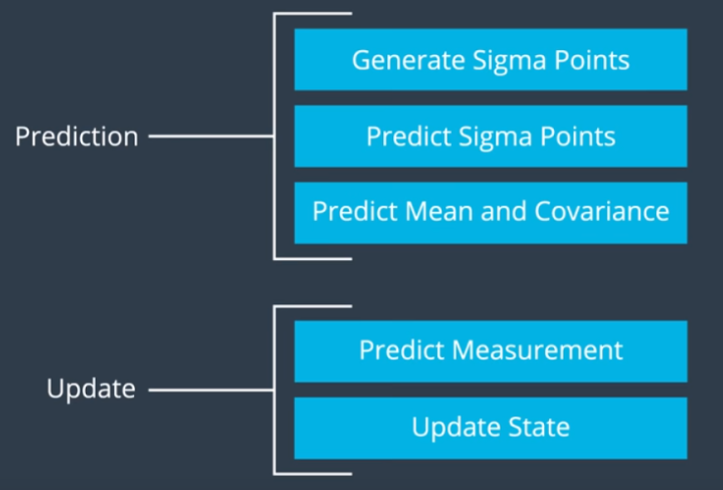 Prediction
Generate Sigma Points
Predict Sigma Points
Predict Mean and Covariance
Update
Predict Measurement
Update State